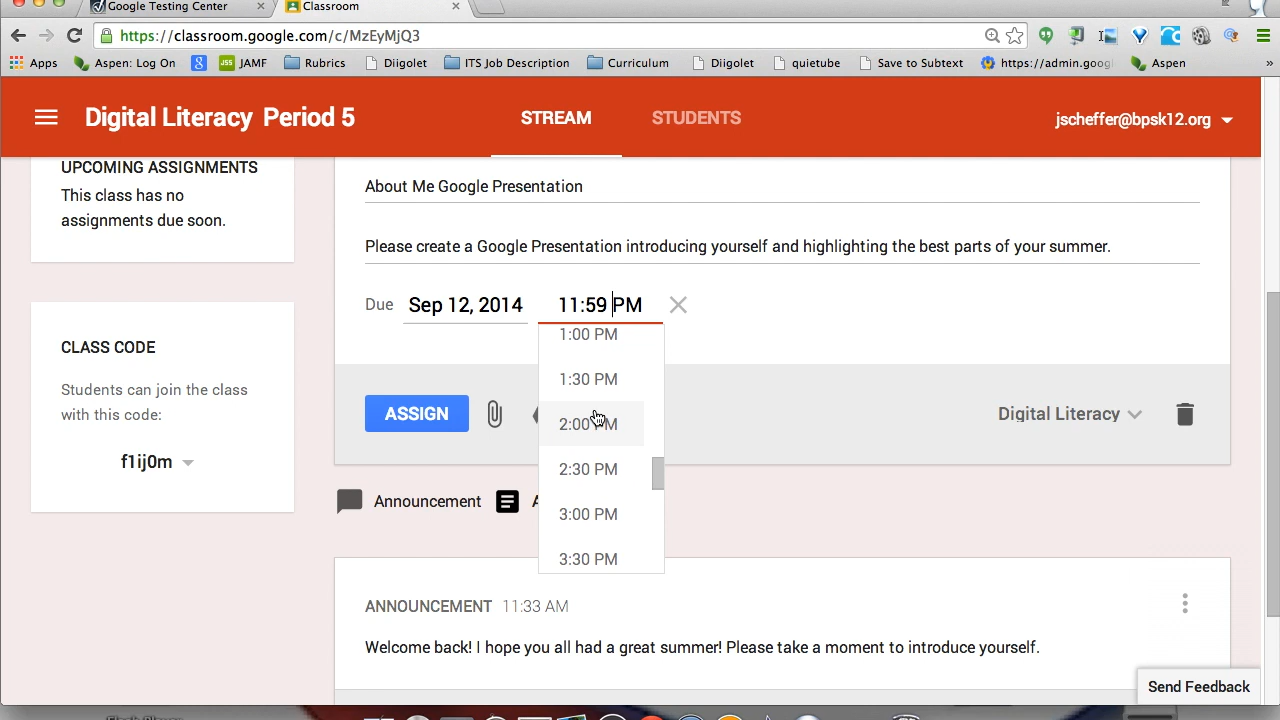 Google Testing Center
Classroom
https://classroom.google.com/c/MzEyMjQ3
Apps Aspen: Log On JAMF Rubrics Diigolet ITS Job Description Curriculum Diigolet quietube Save to Subtext https://admin.goog Aspen »
Digital Literacy Period 5 STREAM STUDENTS jscheffer@bpsk12.org
UPCOMING ASSIGNMENTS
This class has no
assignments due soon.
CLASS CODE
Students can join the class
with this code:
f1ij0m
About Me Google Presentation
Please create a Google Presentation introducing yourself and highlighting the best parts of your summer.
Due Sep 12, 2014 11:59 PM
1:00 PM
1:30 PM
2:00 PM
2:30 PM
3:00 PM
3:30 PM
ASSIGN Digital Literacy
Announcement A
ANNOUNCEMENT 11:33 AM
Welcome back! I hope you all had a great summer! Please take a moment to introduce yourself.
Send Feedback